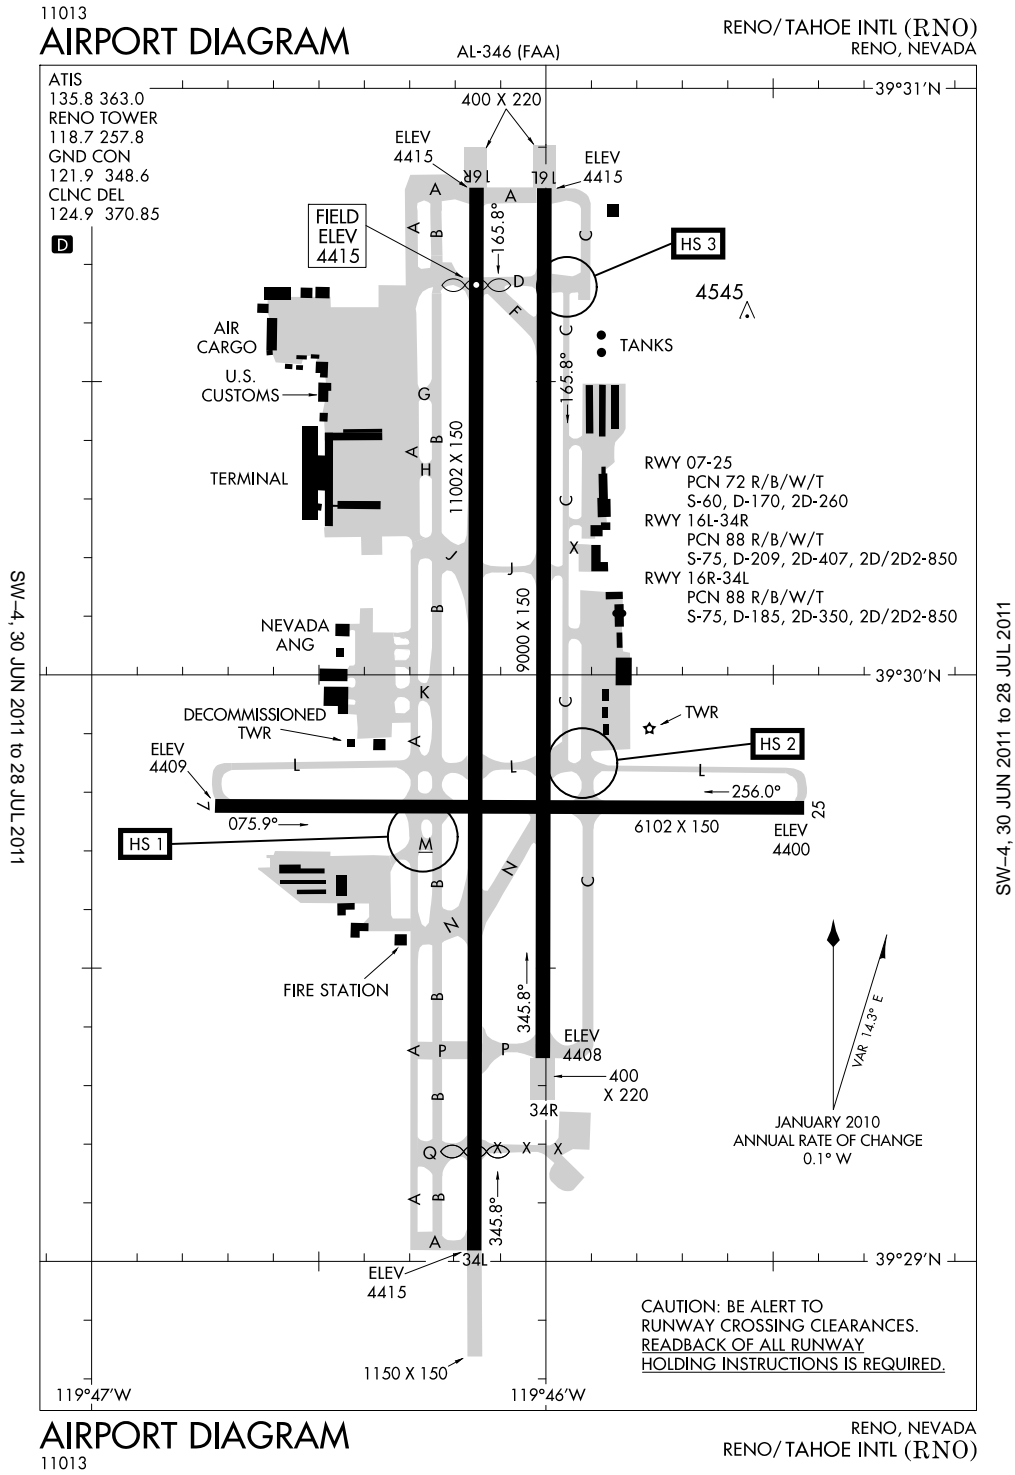 11013
AIRPORT DIAGRAM
AL-346 (FAA)
RENO/TAHOE INTL (RNO)
RENO, NEVADA
ATIS
135.8 363.0
RENO TOWER
118.7 257.8
GND CON
121.9 348.6
CLNC DEL
124.9 370.85
D
39°31'N
400 X 220
ELEV
4415
16R
16L
ELEV
4415
A
A
A
B
C
FIELD
ELEV
4415
165.8°
HS 3
D
F
4545
C
AIR
CARGO
TANKS
U.S.
CUSTOMS
165.8°
G
B
A
H
11002 X 150
TERMINAL
C
RWY 07-25
PCN 72 R/B/W/T
S-60, D-170, 2D-260
RWY 16L-34R
PCN 88 R/B/W/T
S-75, D-209, 2D-407, 2D/2D2-850
RWY 16R-34L
PCN 88 R/B/W/T
S-75, D-185, 2D-350, 2D/2D2-850
J
X
J
B
9000 X 150
NEVADA
ANG
39°30'N
K
C
DECOMMISSIONED
TWR
A
TWR
HS 2
ELEV
4409
L
L
L
256.0°
7
25
075.9°
6102 X 150
ELEV
4400
HS 1
M
B
N
C
N
FIRE STATION
B
345.8°
VAR 14.3° E
A
P
P
ELEV
4408
B
400
X 220
34R
JANUARY 2010
ANNUAL RATE OF CHANGE
0.1° W
Q
X
X
X
A
B
345.8°
A
34L
39°29'N
ELEV
4415
CAUTION: BE ALERT TO
RUNWAY CROSSING CLEARANCES.
READBACK OF ALL RUNWAY
HOLDING INSTRUCTIONS IS REQUIRED.
1150 X 150
119°47'W
119°46'W
SW-4, 30 JUN 2011 to 28 JUL 2011
SW-4, 30 JUN 2011 to 28 JUL 2011
AIRPORT DIAGRAM
11013
RENO, NEVADA
RENO/TAHOE INTL (RNO)